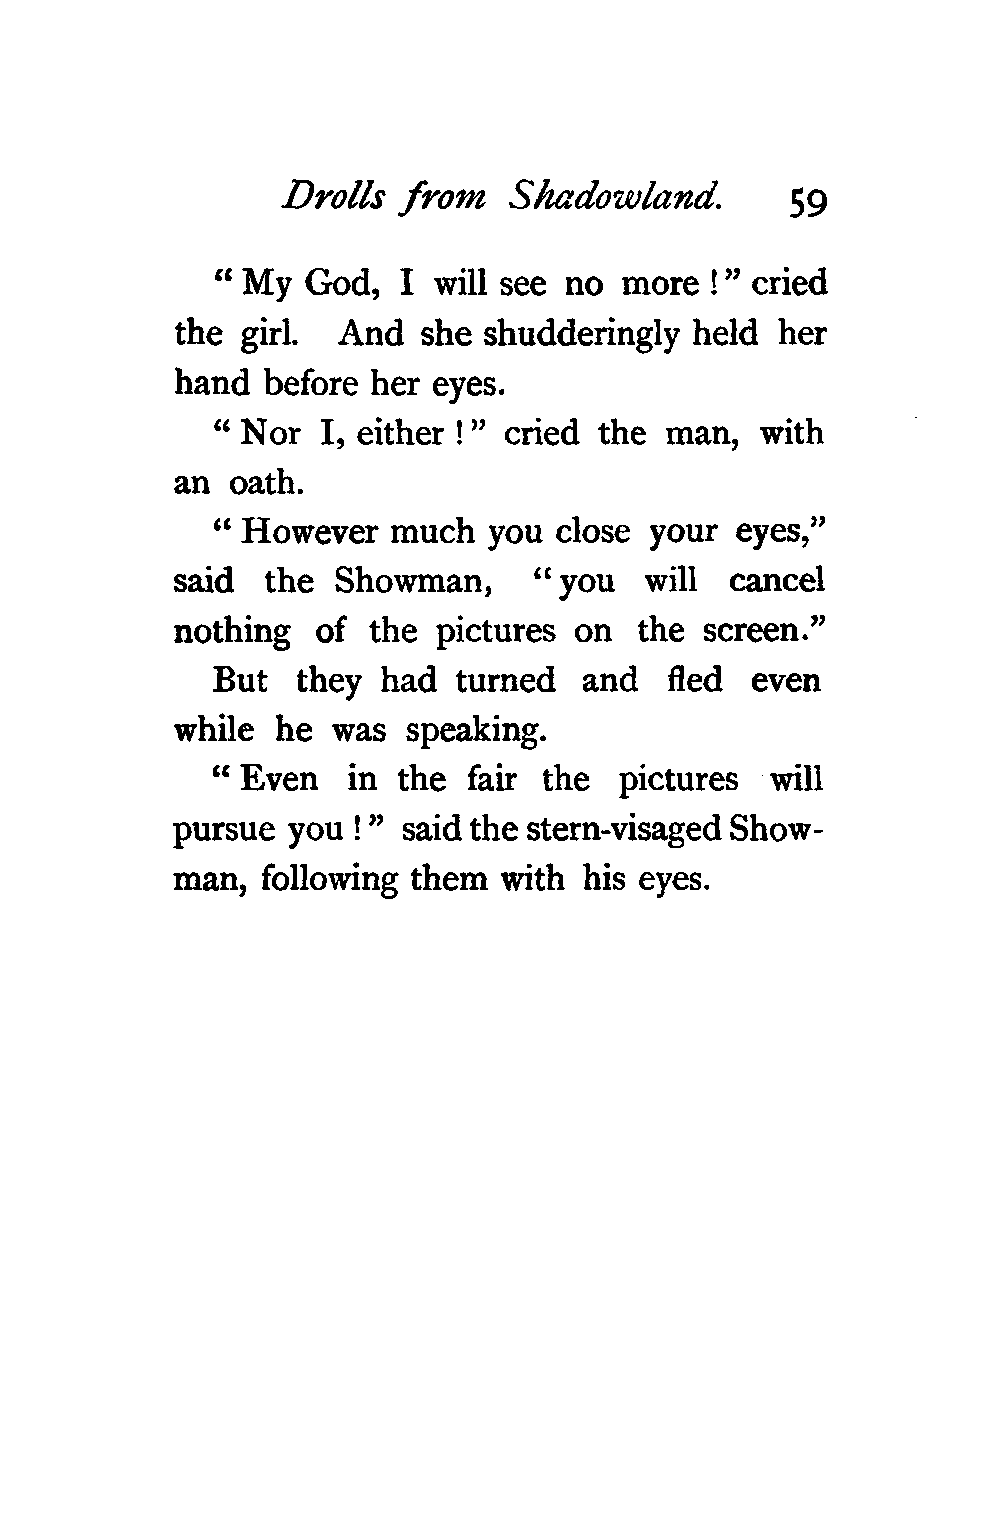 Drolls from Shadowland. 59
“ My God, I will see no more ! ” cried
the girl. And she shudderingly held her
hand before her eyes.
“ Nor I, either ! ” cried the man, with
an oath.
“ However much you close your eyes,”
said the Showman, “ you will cancel
nothing of the pictures on the screen.”
But they had turned and fled even
while he was speaking.
“ Even in the fair the pictures will
pursue you ! ” said the stern-visaged Show-
man, following them with his eyes.